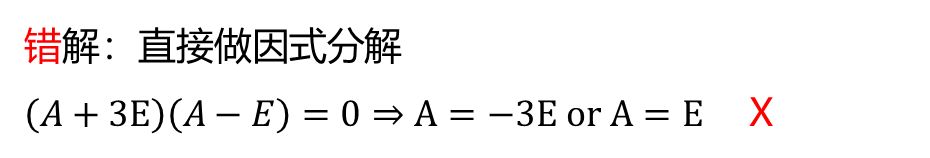 错解：直接做因式分解
(A + 3E)(A − E) = 0 ⇒ A = −3E or A = E X